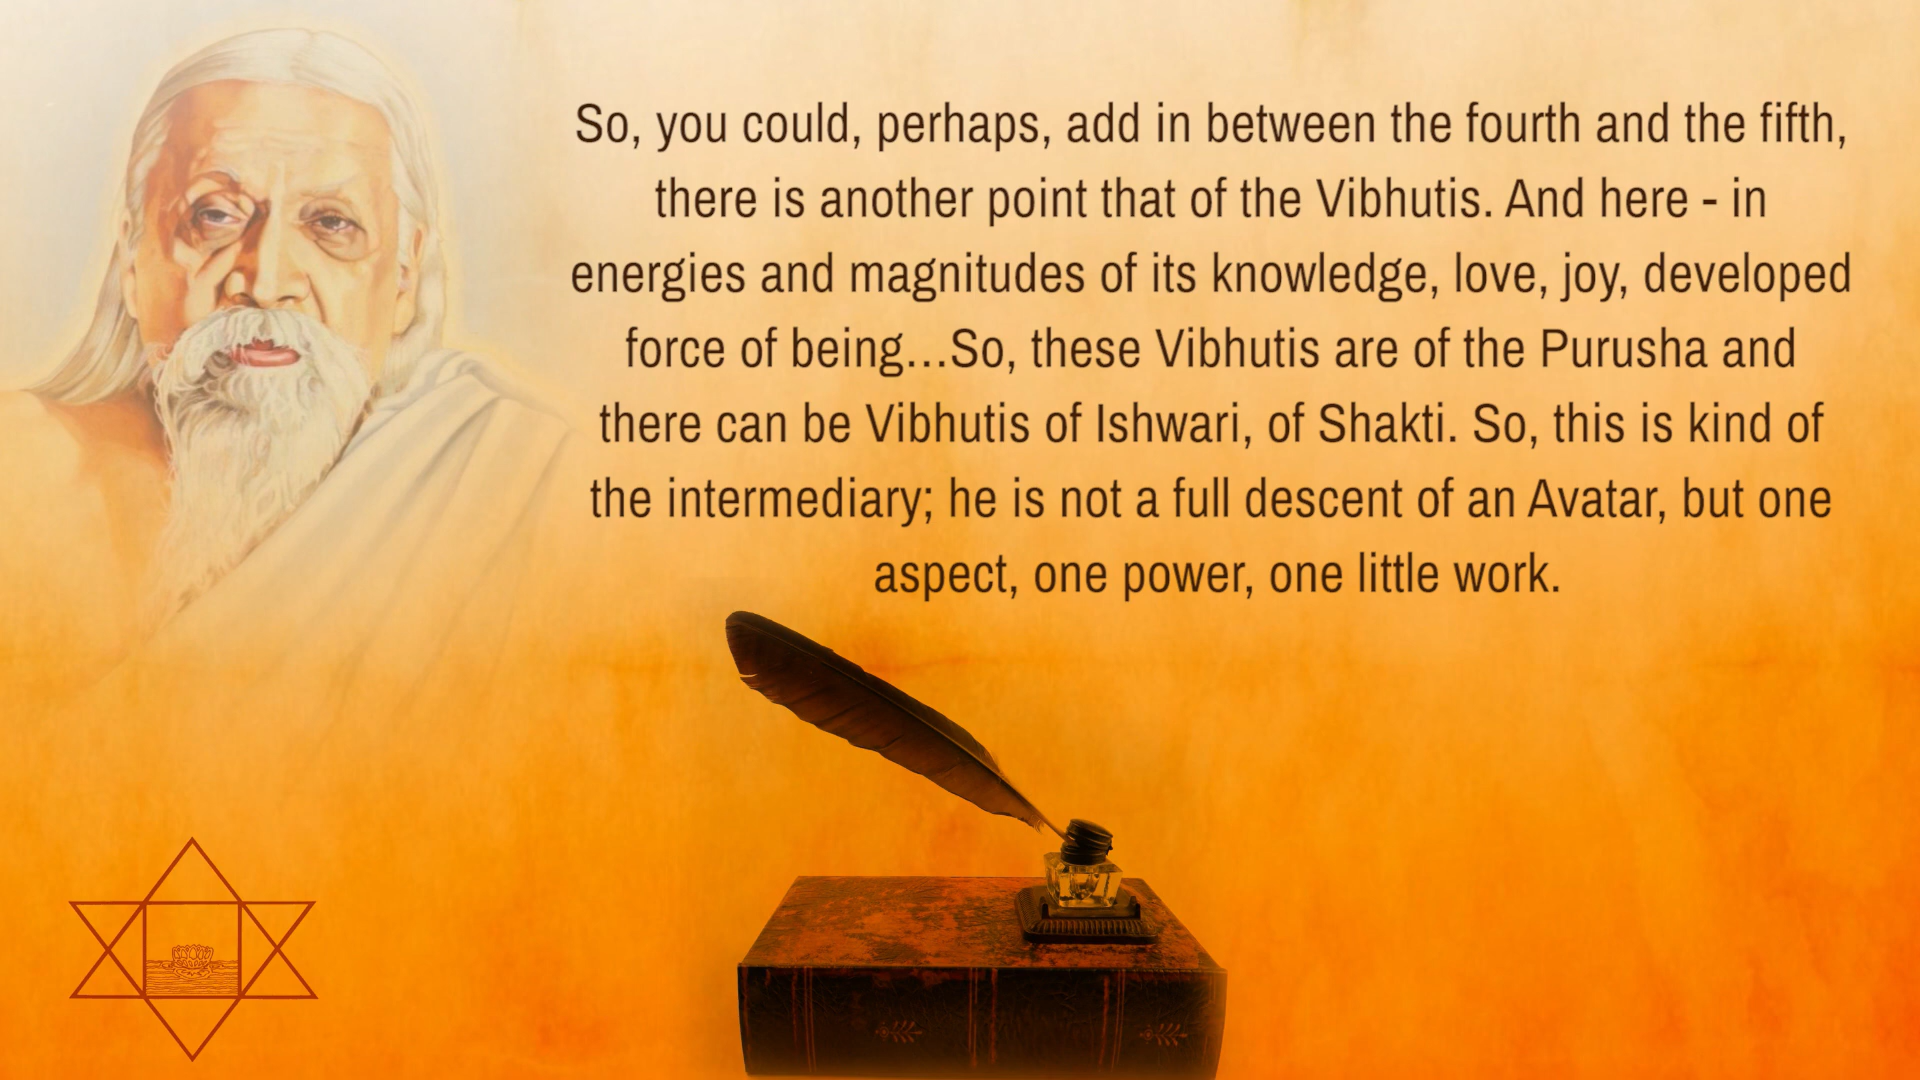 So, you could, perhaps, add in between the fourth and the fifth,
there is another point that of the Vibhutis. And here - in
energies and magnitudes of its knowledge, love, joy, developed
force of being...So, these Vibhutis are of the Purusha and
there can be Vibhutis of Ishwari, of Shakti. So, this is kind of
the intermediary; he is not a full descent of an Avatar, but one
aspect, one power, one little work.